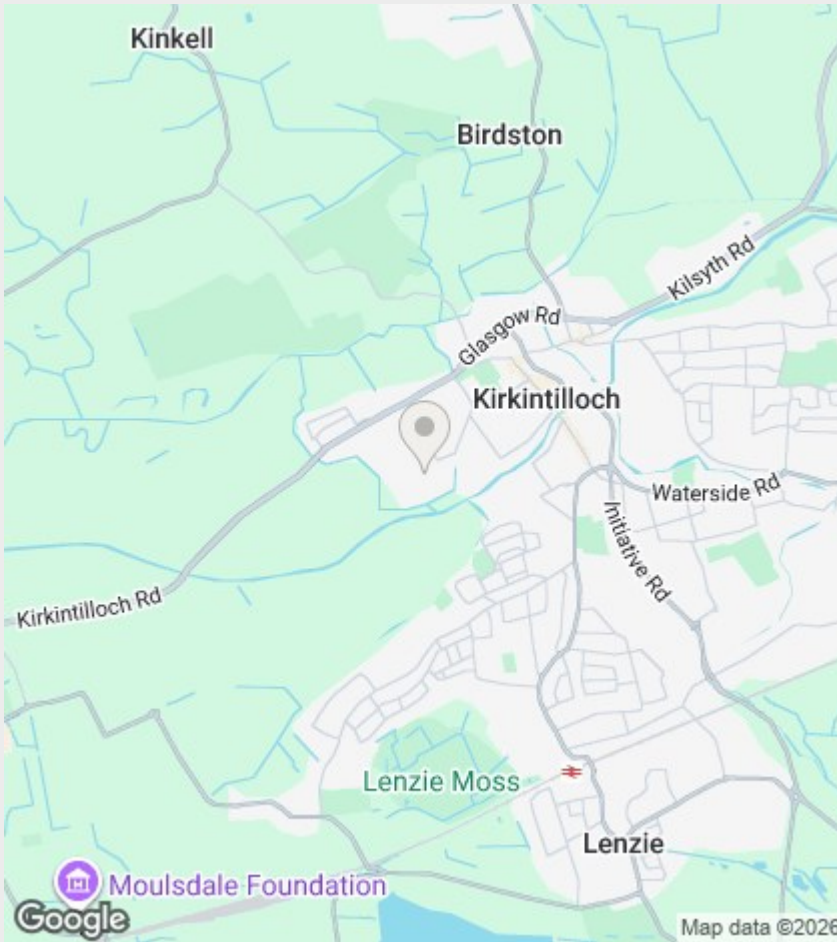 Kinkell
Birdston
Kilsyth Rd
Glasgow Rd
Kirkintilloch
Waterside Rd
Initiative Rd
Kirkintilloch Rd
Lenzie Moss
Lenzie
Moulsdale Foundation
Google
Map data ©2026